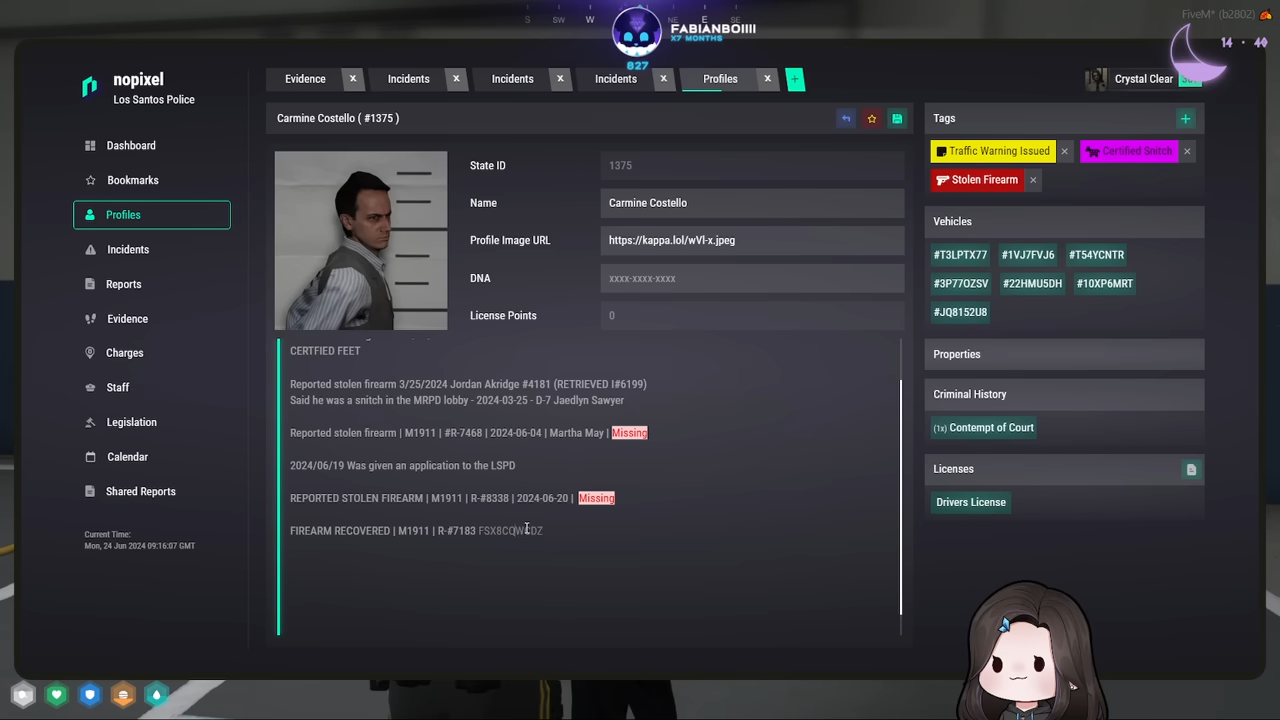 FiveM* (b2802)
S SW W NE E SE
FABIANBOIIII
X7 MONTHS
827
14 · 40
nopixel
Los Santos Police
Evidence x Incidents x Incidents x Incidents x Profiles x +
Crystal Clear
Dashboard
Bookmarks
Profiles
Incidents
Reports
Evidence
Charges
Staff
Legislation
Calendar
Shared Reports
Current Time:
Mon, 24 Jun 2024 09:16:07 GMT
Carmine Costello ( #1375 )
State ID 1375
Name Carmine Costello
Profile Image URL https://kappa.lol/wVl-x.jpeg
DNA xxxx-xxxx-xxxx
License Points 0
CERTFIED FEET
Reported stolen firearm 3/25/2024 Jordan Akridge #4181 (RETRIEVED I#6199)
Said he was a snitch in the MRPD lobby - 2024-03-25 - D-7 Jaedlyn Sawyer
Reported stolen firearm | M1911 | #R-7468 | 2024-06-04 | Martha May | Missing
2024/06/19 Was given an application to the LSPD
REPORTED STOLEN FIREARM | M1911 | R-#8338 | 2024-06-20 | Missing
FIREARM RECOVERED | M1911 | R-#7183
Tags +
Traffic Warning Issued x Certified Snitch x
Stolen Firearm x
Vehicles
#T3LPTX77 #1VJ7FVJ6 #T54YCNTR
#3P77OZSV #22HMU5DH #10XP6MRT
#JQ8152U8
Properties
Criminal History
(1x) Contempt of Court
Licenses
Drivers License